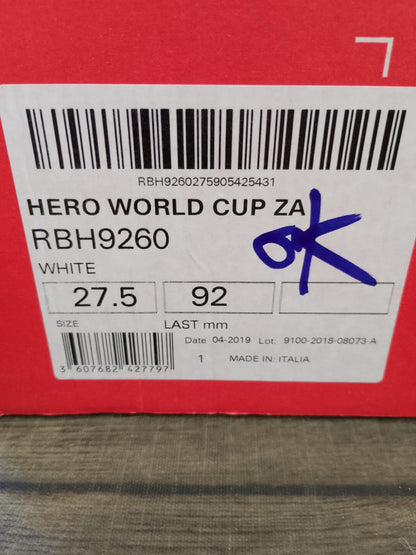 RBH9260275905425431
HERO WORLD CUP ZA
RBH9260
OK
WHITE
27.5 92
SIZE LAST mm
Date 04-2019 Lot: 9100-2018-08073-A
1 MADE IN: ITALIA
3 607682 427797